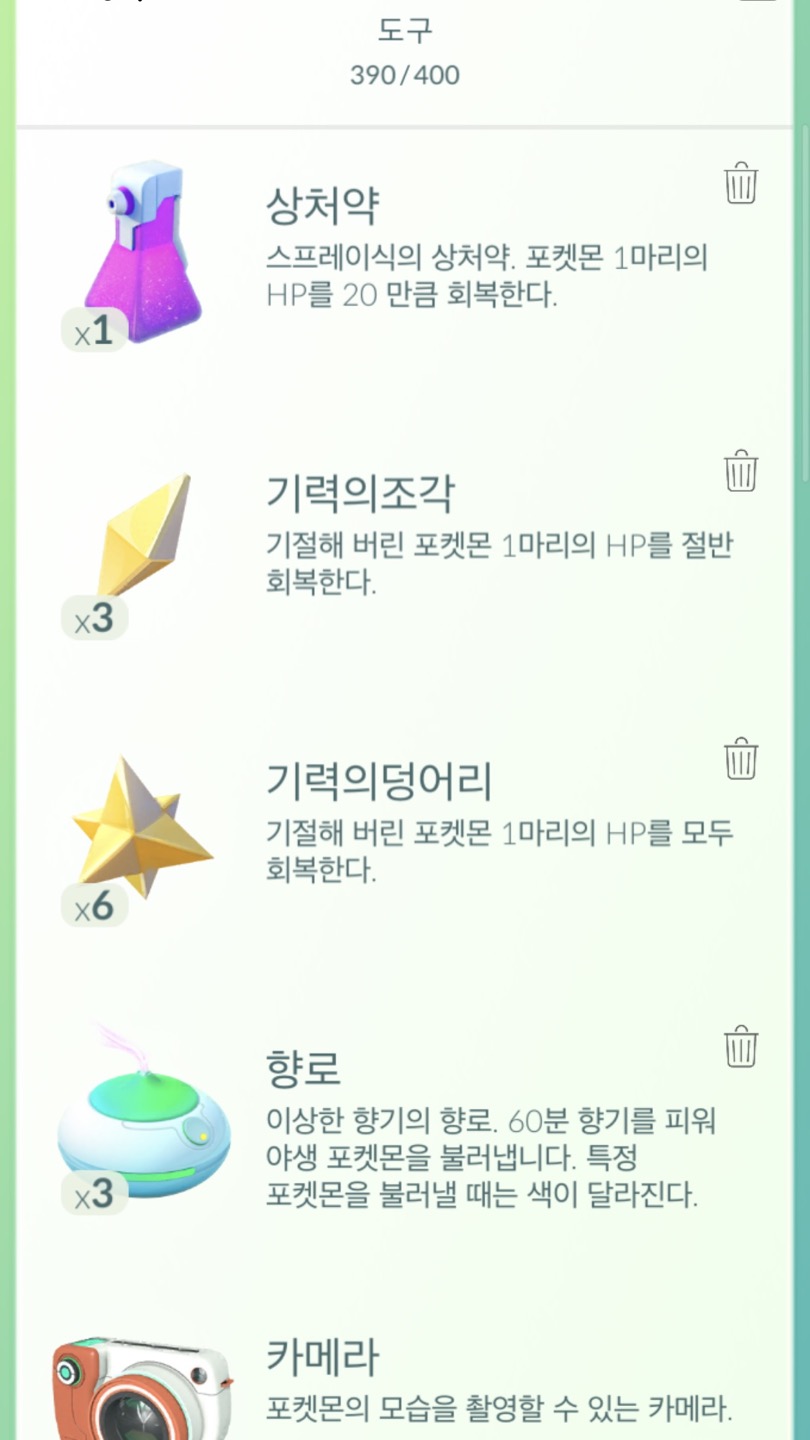 도구
390/400
상처약
스프레이식의 상처약. 포켓몬 1마리의
HP를 20 만큼 회복한다.
x1
기력의조각
기절해 버린 포켓몬 1마리의 HP를 절반
회복한다.
x3
기력의덩어리
기절해 버린 포켓몬 1마리의 HP를 모두
회복한다.
x6
향로
이상한 향기의 향로. 60분 향기를 피워
야생 포켓몬을 불러냅니다. 특정
포켓몬을 불러낼 때는 색이 달라진다.
x3
카메라
포켓몬의 모습을 촬영할 수 있는 카메라.